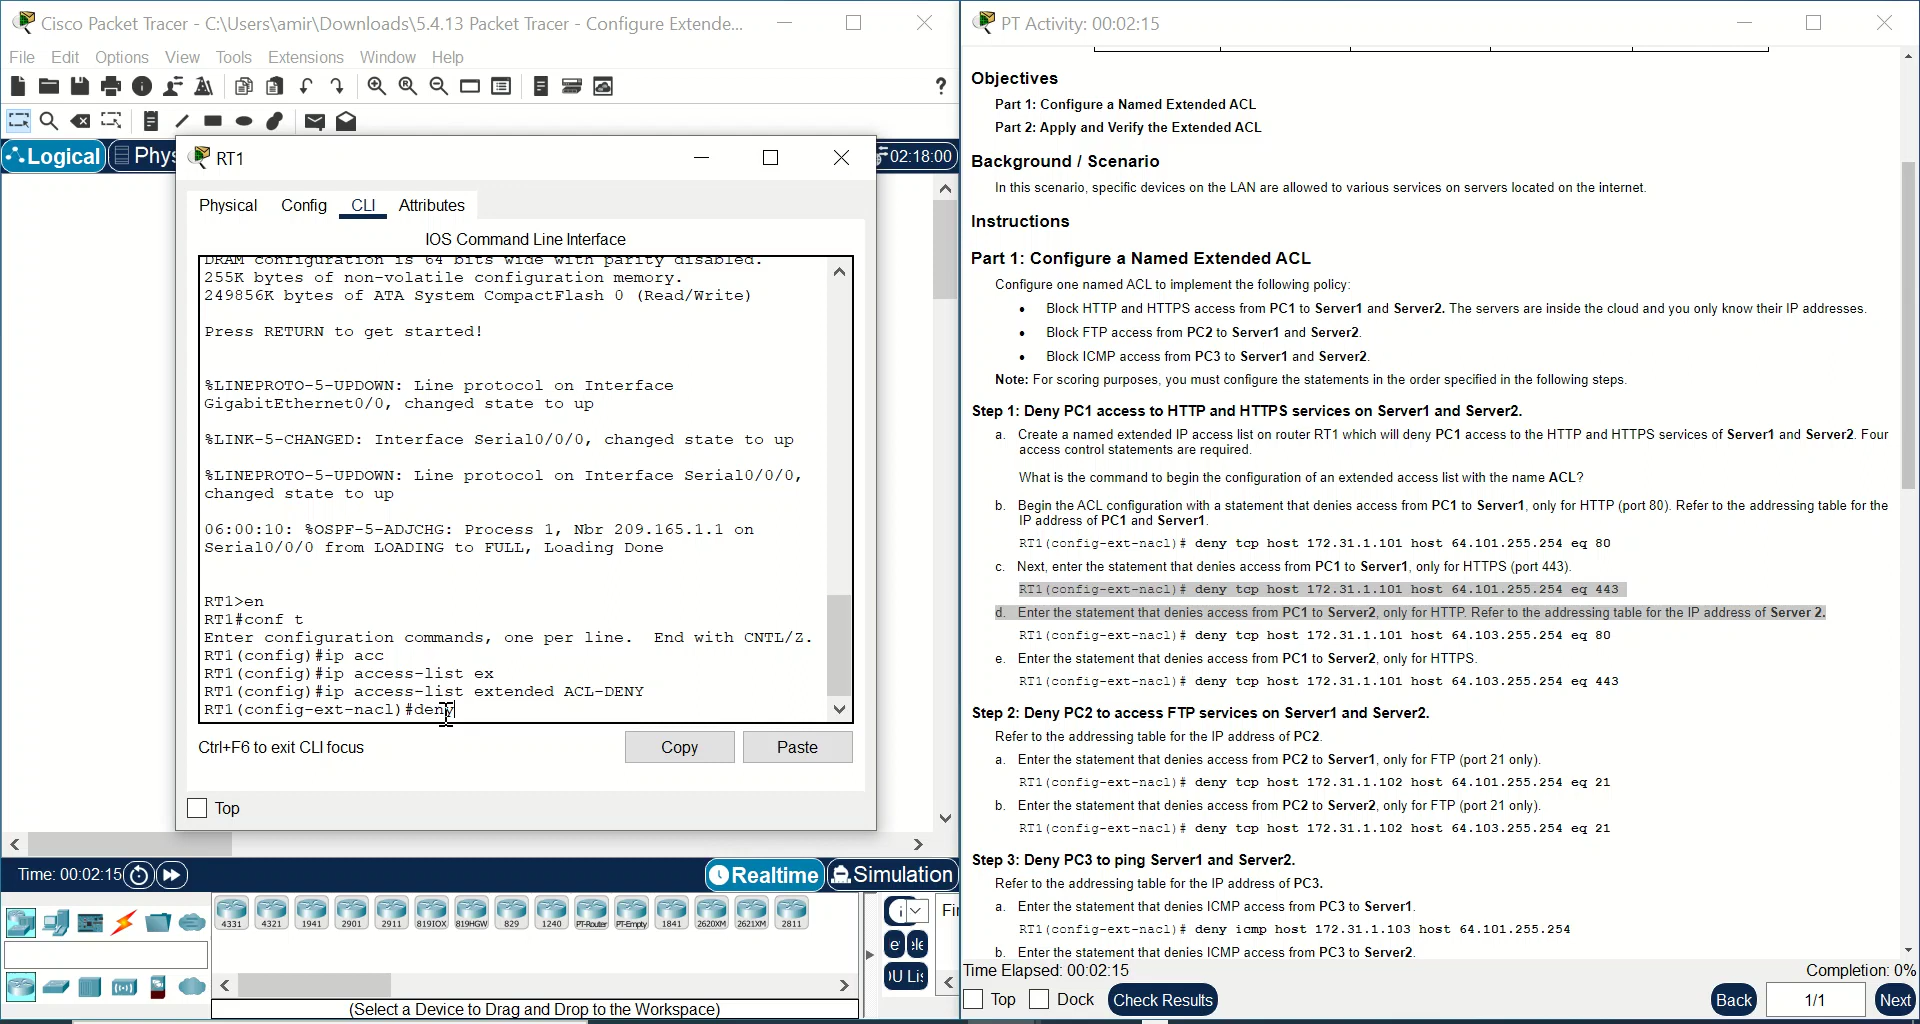 Cisco Packet Tracer - C:\Users\amir\Downloads\5.4.13 Packet Tracer - Configure Extende...
File Edit Options View Tools Extensions Window Help
Logical Phys 02:18:00
RT1
Physical Config CLI Attributes
IOS Command Line Interface
DRAM configuration is 64 bits wide with parity disabled.
255K bytes of non-volatile configuration memory.
249856K bytes of ATA System CompactFlash 0 (Read/Write)
Press RETURN to get started!
%LINEPROTO-5-UPDOWN: Line protocol on Interface
GigabitEthernet0/0, changed state to up
%LINK-5-CHANGED: Interface Serial0/0/0, changed state to up
%LINEPROTO-5-UPDOWN: Line protocol on Interface Serial0/0/0,
changed state to up
06:00:10: %OSPF-5-ADJCHG: Process 1, Nbr 209.165.1.1 on
Serial0/0/0 from LOADING to FULL, Loading Done
RT1>en
RT1#conf t
Enter configuration commands, one per line.  End with CNTL/Z.
RT1(config)#ip acc
RT1(config)#ip access-list ex
RT1(config)#ip access-list extended ACL-DENY
RT1(config-ext-nacl)#deny
Ctrl+F6 to exit CLI focus
Copy Paste
Top
Time: 00:02:15
Realtime Simulation
4331 4321 1941 2901 2911 819IOX 819HGW 829 1240 PT-Router PT-Empty 1841 2620XM 2621XM 2811
Fir
(Select a Device to Drag and Drop to the Workspace)
PT Activity: 00:02:15
Objectives
Part 1: Configure a Named Extended ACL
Part 2: Apply and Verify the Extended ACL
Background / Scenario
In this scenario, specific devices on the LAN are allowed to various services on servers located on the internet.
Instructions
Part 1: Configure a Named Extended ACL
Configure one named ACL to implement the following policy:
• Block HTTP and HTTPS access from PC1 to Server1 and Server2. The servers are inside the cloud and you only know their IP addresses.
• Block FTP access from PC2 to Server1 and Server2.
• Block ICMP access from PC3 to Server1 and Server2.
Note: For scoring purposes, you must configure the statements in the order specified in the following steps.
Step 1: Deny PC1 access to HTTP and HTTPS services on Server1 and Server2.
a. Create a named extended IP access list on router RT1 which will deny PC1 access to the HTTP and HTTPS services of Server1 and Server2. Four
access control statements are required.
What is the command to begin the configuration of an extended access list with the name ACL?
b. Begin the ACL configuration with a statement that denies access from PC1 to Server1, only for HTTP (port 80). Refer to the addressing table for the
IP address of PC1 and Server1.
RT1(config-ext-nacl)# deny tcp host 172.31.1.101 host 64.101.255.254 eq 80
c. Next, enter the statement that denies access from PC1 to Server1, only for HTTPS (port 443).
RT1(config-ext-nacl)# deny tcp host 172.31.1.101 host 64.101.255.254 eq 443
d. Enter the statement that denies access from PC1 to Server2, only for HTTP. Refer to the addressing table for the IP address of Server 2.
RT1(config-ext-nacl)# deny tcp host 172.31.1.101 host 64.103.255.254 eq 80
e. Enter the statement that denies access from PC1 to Server2, only for HTTPS.
RT1(config-ext-nacl)# deny tcp host 172.31.1.101 host 64.103.255.254 eq 443
Step 2: Deny PC2 to access FTP services on Server1 and Server2.
Refer to the addressing table for the IP address of PC2.
a. Enter the statement that denies access from PC2 to Server1, only for FTP (port 21 only).
RT1(config-ext-nacl)# deny tcp host 172.31.1.102 host 64.101.255.254 eq 21
b. Enter the statement that denies access from PC2 to Server2, only for FTP (port 21 only).
RT1(config-ext-nacl)# deny tcp host 172.31.1.102 host 64.103.255.254 eq 21
Step 3: Deny PC3 to ping Server1 and Server2.
Refer to the addressing table for the IP address of PC3.
a. Enter the statement that denies ICMP access from PC3 to Server1.
RT1(config-ext-nacl)# deny icmp host 172.31.1.103 host 64.101.255.254
b. Enter the statement that denies ICMP access from PC3 to Server2.
Time Elapsed: 00:02:15 Completion: 0%
Top Dock Check Results Back 1/1 Next